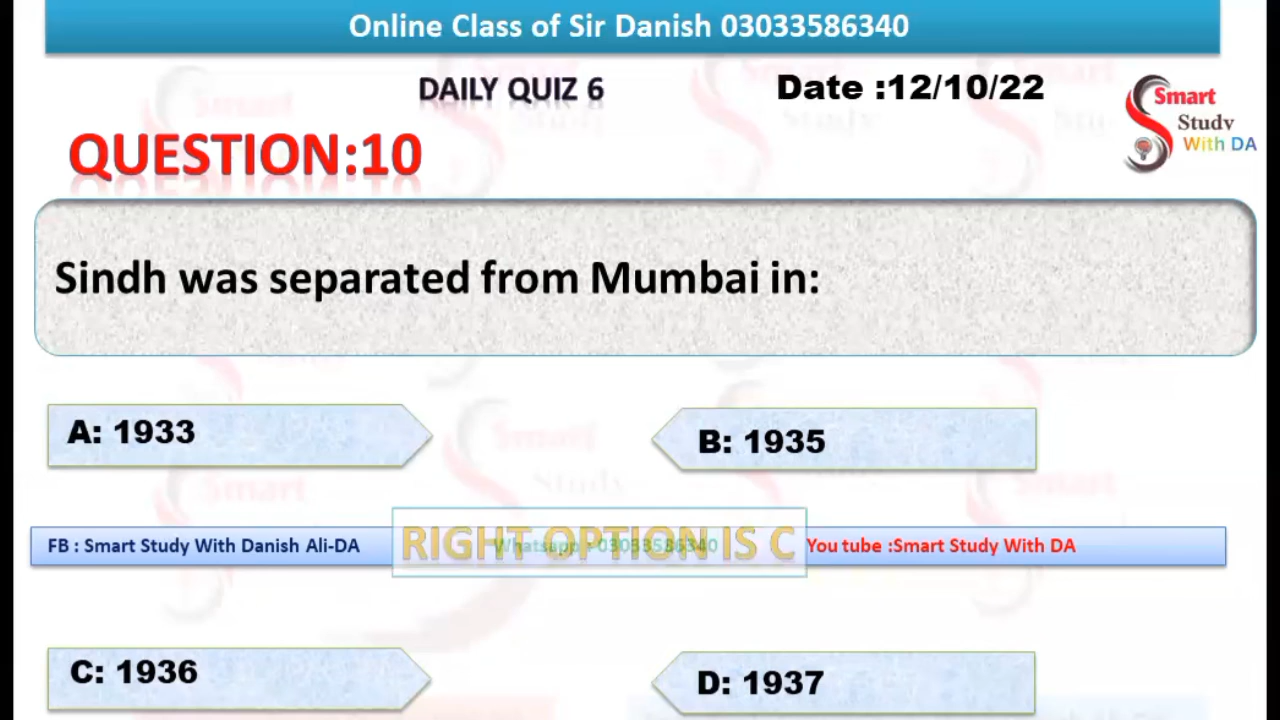 Online Class of Sir Danish 03033586340
DAILY QUIZ 6
Date :12/10/22
Smart
Study
With DA
QUESTION:10
Sindh was separated from Mumbai in:
A: 1933
B: 1935
FB : Smart Study With Danish Ali-DA
Whatsapp : 03033586340
RIGHT OPTION IS C
You tube :Smart Study With DA
C: 1936
D: 1937